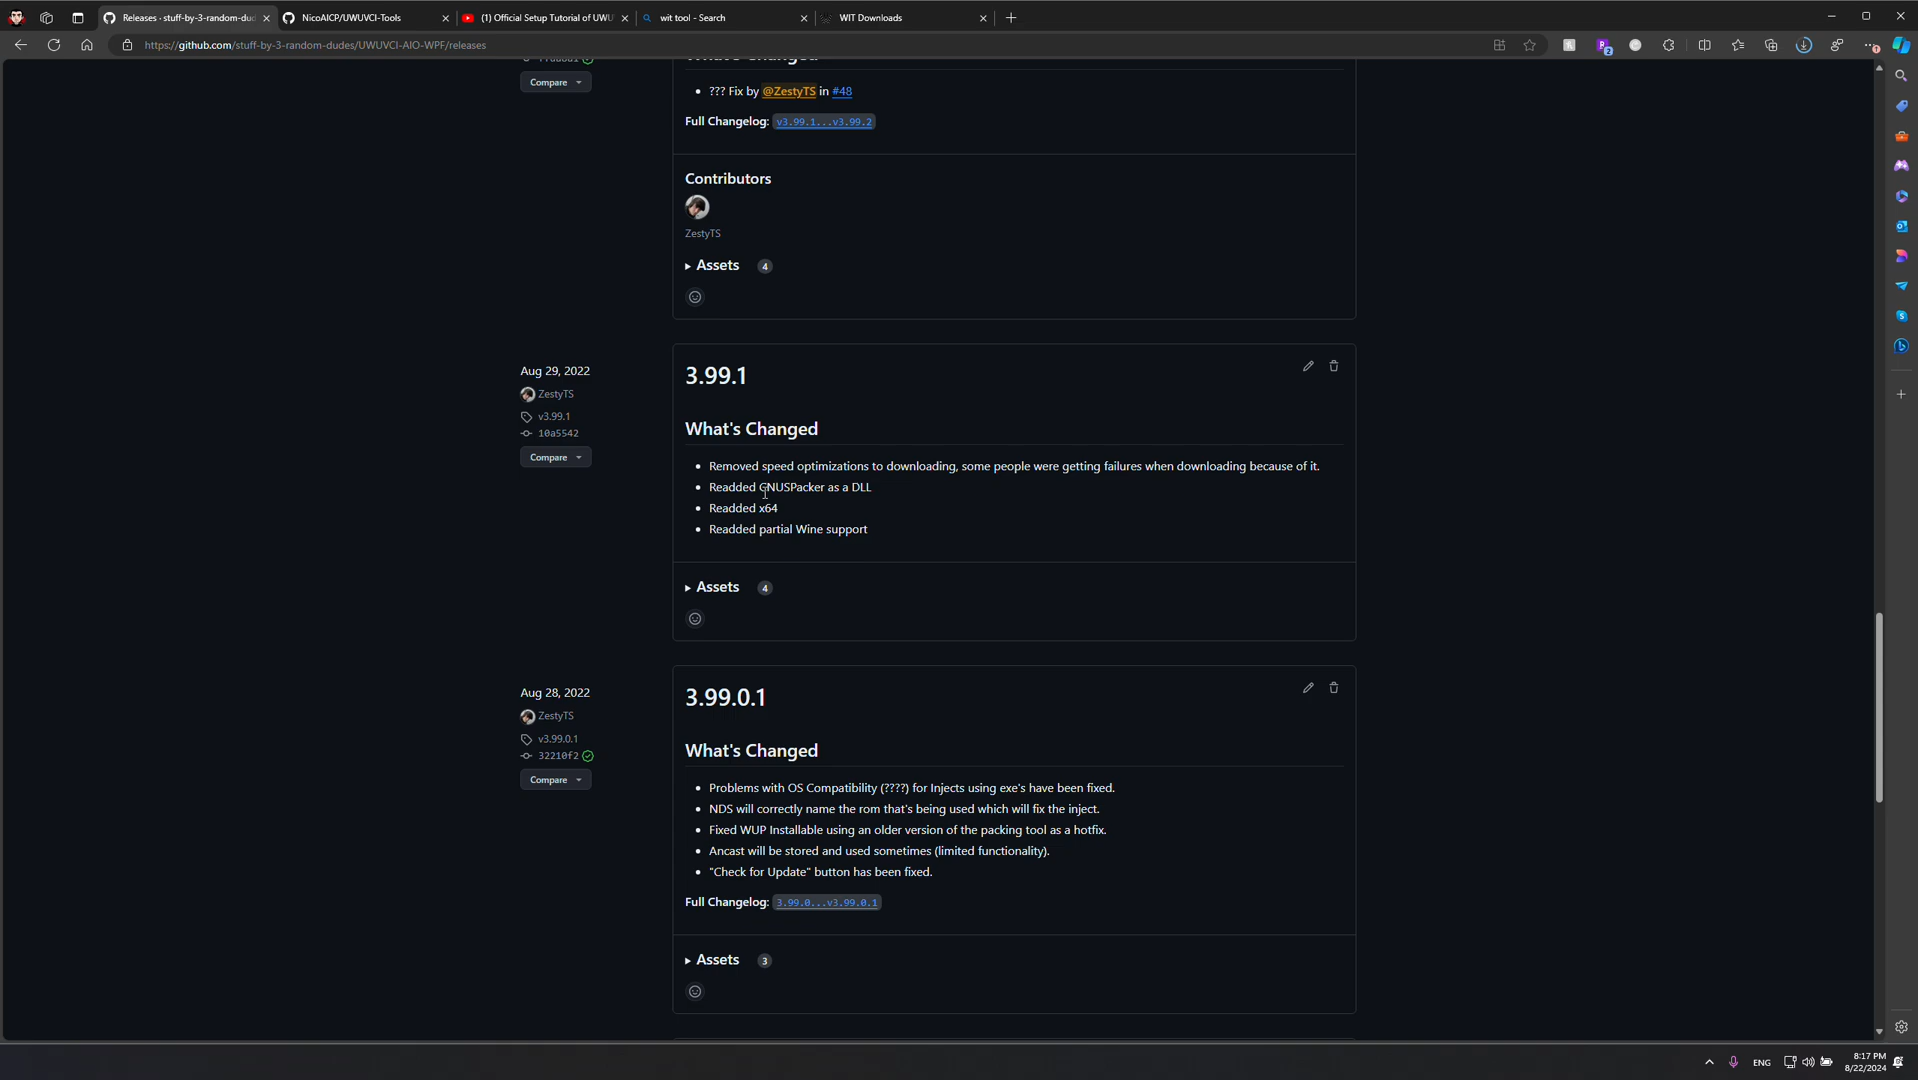 Releases · stuff-by-3-random-dud
NicoAICP/UWUVCI-Tools
(1) Official Setup Tutorial of UWU
wit tool - Search
WIT Downloads
https://github.com/stuff-by-3-random-dudes/UWUVCI-AIO-WPF/releases
Compare
??? Fix by @ZestyTS in #48
Full Changelog: v3.99.1...v3.99.2
Contributors
ZestyTS
Assets 4
Aug 29, 2022
ZestyTS
v3.99.1
10a5542
Compare
3.99.1
What's Changed
Removed speed optimizations to downloading, some people were getting failures when downloading because of it.
Readded CNUSPacker as a DLL
Readded x64
Readded partial Wine support
Assets 4
Aug 28, 2022
ZestyTS
v3.99.0.1
32210f2
Compare
3.99.0.1
What's Changed
Problems with OS Compatibility (????) for Injects using exe's have been fixed.
NDS will correctly name the rom that's being used which will fix the inject.
Fixed WUP Installable using an older version of the packing tool as a hotfix.
Ancast will be stored and used sometimes (limited functionality).
"Check for Update" button has been fixed.
Full Changelog: 3.99.0...v3.99.0.1
Assets 3
ENG
8:17 PM
8/22/2024